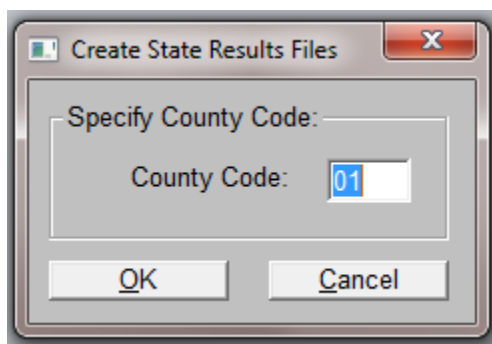 Create State Results Files
Specify County Code:
County Code: 01
OK Cancel